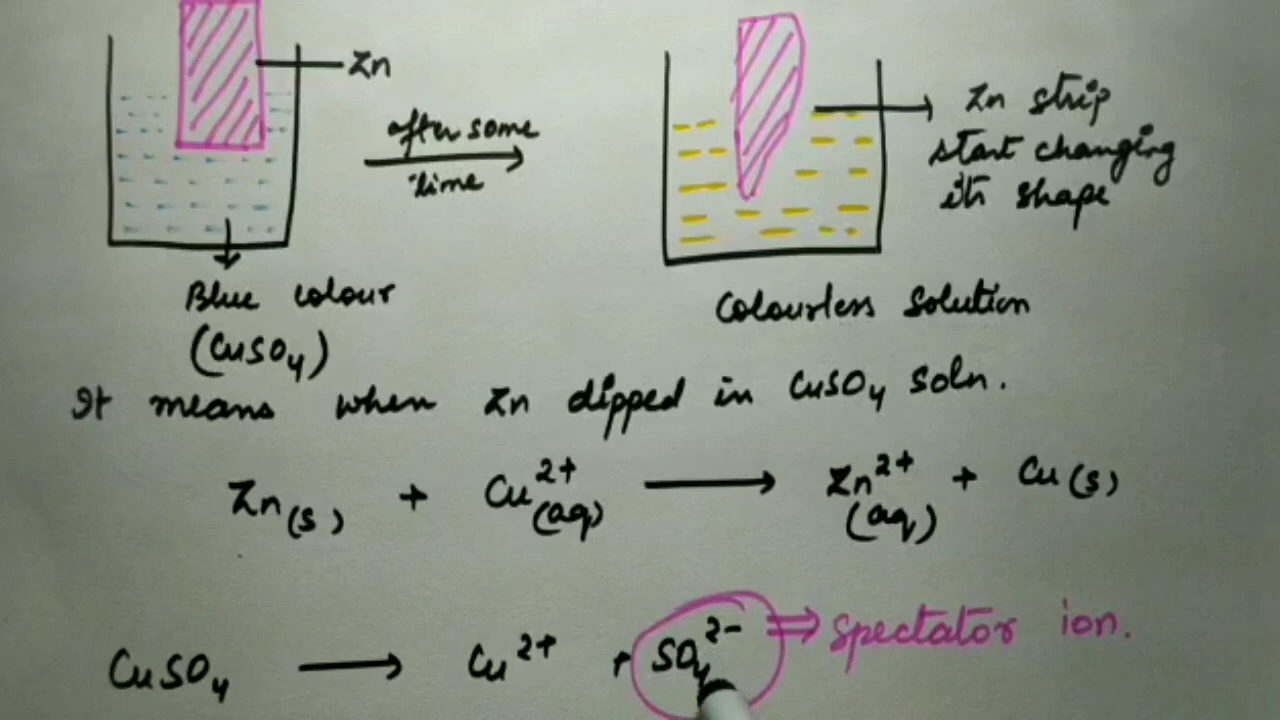 Zn
after some
time
Zn strip
start changing
its shape
Blue colour
(CuSO4)
Colourless solution
It means when Zn dipped in CuSO4 soln.
Zn(s) + Cu2+(aq) ⟶ Zn2+(aq) + Cu(s)
CuSO4 ⟶ Cu2+ + SO42- ⇒ spectator ion.